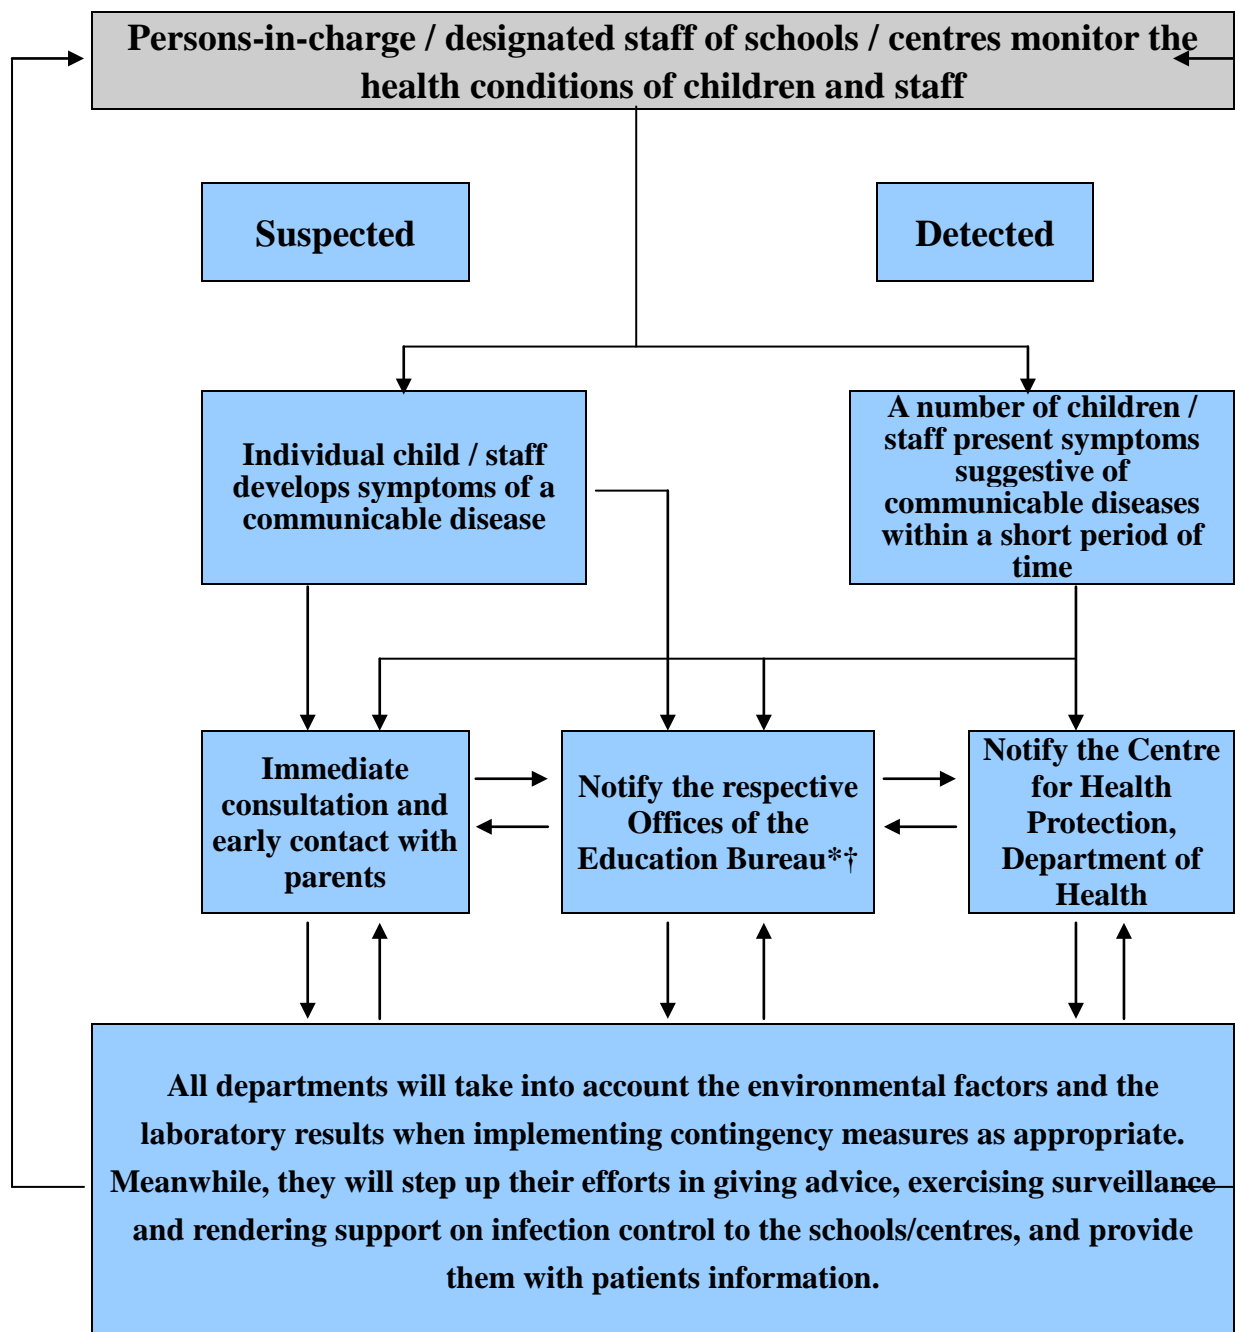 Persons-in-charge / designated staff of schools / centres monitor the
health conditions of children and staff
Suspected
Detected
Individual child / staff
develops symptoms of a
communicable disease
A number of children /
staff present symptoms
suggestive of
communicable diseases
within a short period of
time
Immediate
consultation and
early contact with
parents
Notify the respective
Offices of the
Education Bureau*†
Notify the Centre
for Health
Protection,
Department of
Health
All departments will take into account the environmental factors and the
laboratory results when implementing contingency measures as appropriate.
Meanwhile, they will step up their efforts in giving advice, exercising surveillance
and rendering support on infection control to the schools/centres, and provide
them with patients information.